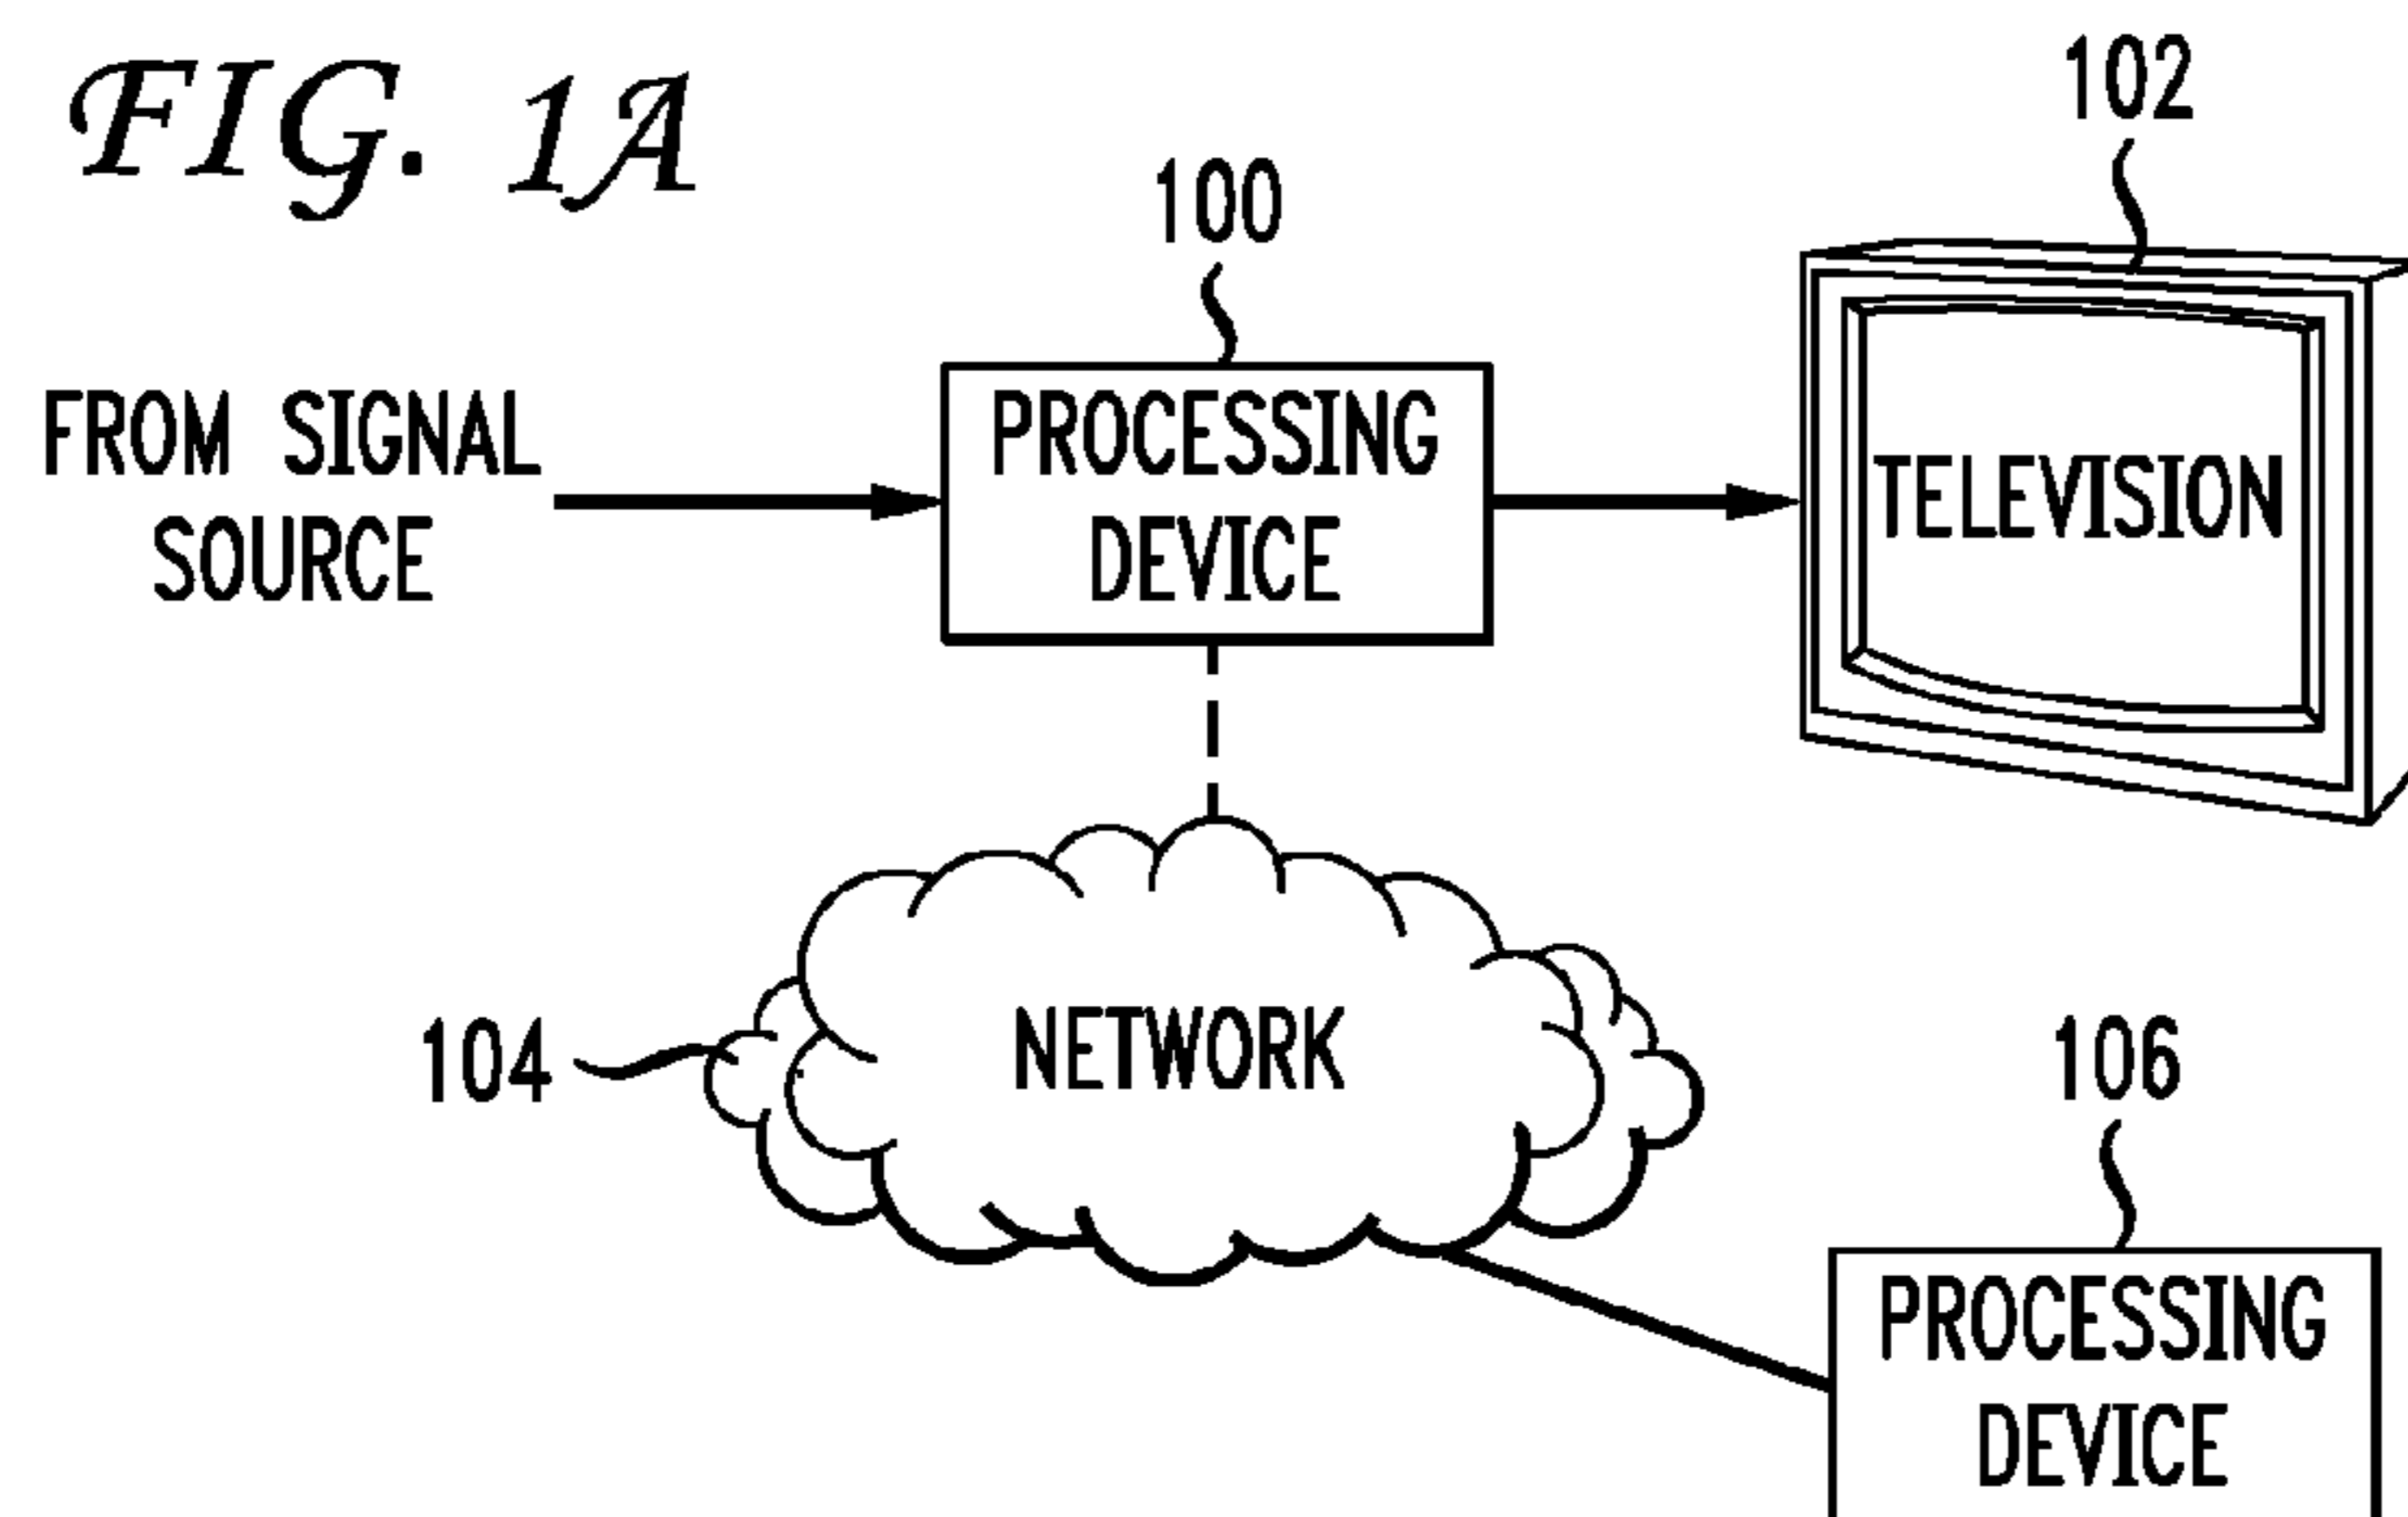 FIG. 1A
102
100
FROM SIGNAL
SOURCE
PROCESSING
DEVICE
TELEVISION
NETWORK
104
106
PROCESSING
DEVICE